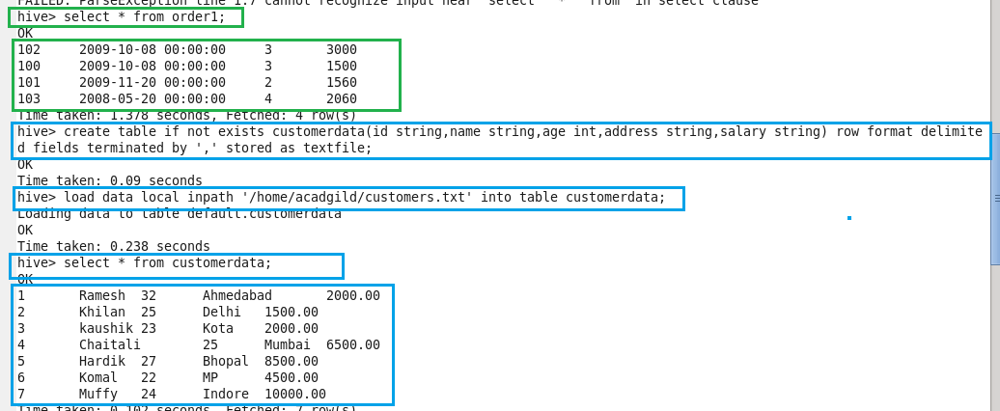 FAILED: ParseException line 1:7 cannot recognize input near 'select' '*' 'from' in select clause
hive> select * from order1;
OK
102     2009-10-08 00:00:00     3       3000
100     2009-10-08 00:00:00     3       1500
101     2009-11-20 00:00:00     2       1560
103     2008-05-20 00:00:00     4       2060
Time taken: 1.378 seconds, Fetched: 4 row(s)
hive> create table if not exists customerdata(id string,name string,age int,address string,salary string) row format delimite
d fields terminated by ',' stored as textfile;
OK
Time taken: 0.09 seconds
hive> load data local inpath '/home/acadgild/customers.txt' into table customerdata;
Loading data to table default.customerdata
OK
Time taken: 0.238 seconds
hive> select * from customerdata;
OK
1       Ramesh  32      Ahmedabad       2000.00
2       Khilan  25      Delhi   1500.00
3       kaushik 23      Kota    2000.00
4       Chaitali        25      Mumbai  6500.00
5       Hardik  27      Bhopal  8500.00
6       Komal   22      MP      4500.00
7       Muffy   24      Indore  10000.00
Time taken: 0.102 seconds, Fetched: 7 row(s)